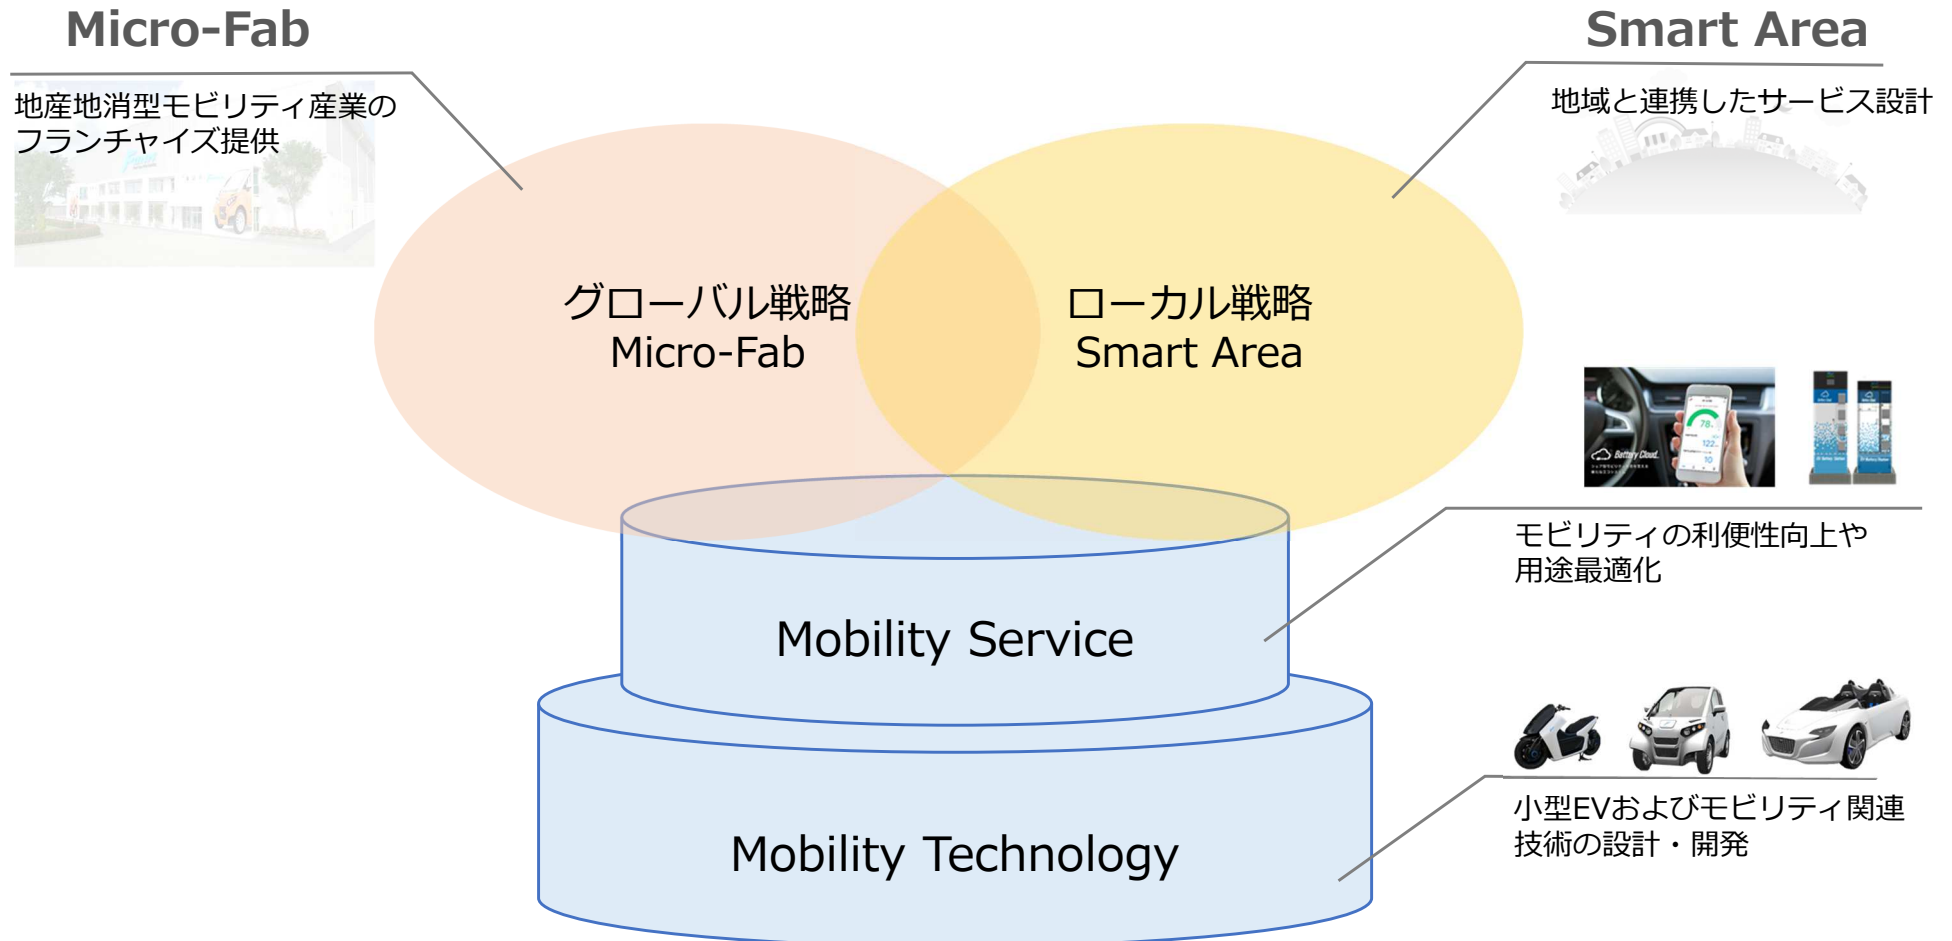 Micro-Fab
地産地消型モビリティ産業の
フランチャイズ提供
Smart Area
地域と連携したサービス設計
グローバル戦略
Micro-Fab
ローカル戦略
Smart Area
78
122
10
Battery Cloud
モビリティの利便性向上や
用途最適化
Mobility Service
小型EVおよびモビリティ関連
技術の設計・開発
Mobility Technology